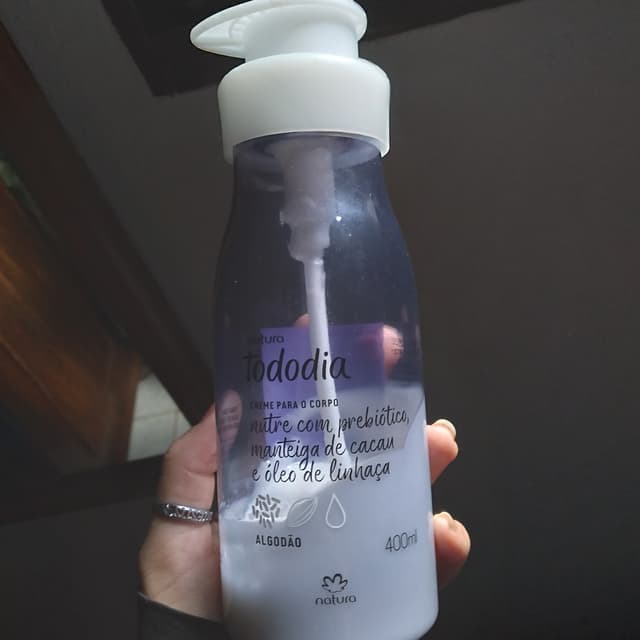 natura
tododia
CREME PARA O CORPO
nutre com prebiótico,
manteiga de cacau
e óleo de linhaça
ALGODÃO
400ml
natura